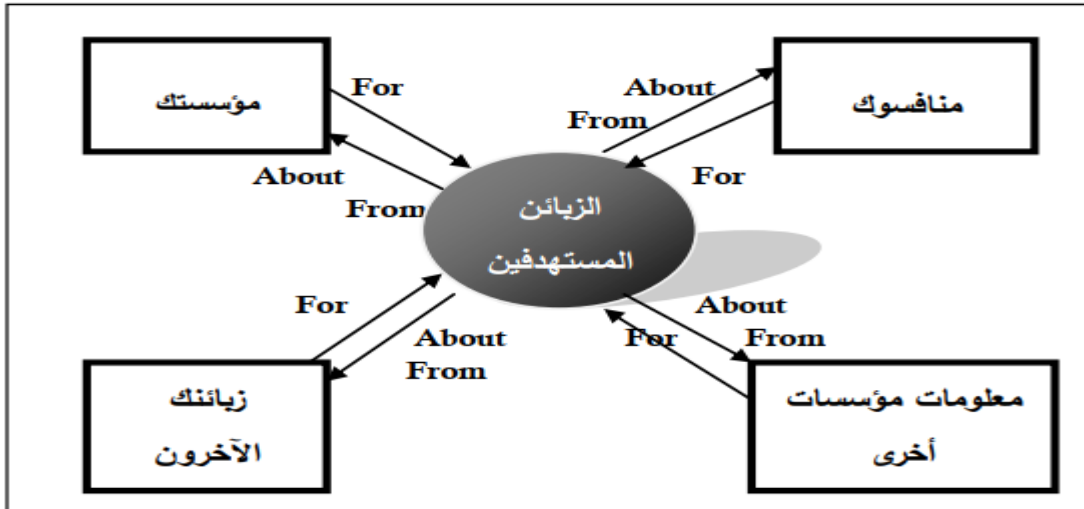 مؤسستك
منافسوك
For
About
From
About
From
For
الزبائن
المستهدفين
For
About
From
About
From
For
زبائنك
الآخرون
معلومات مؤسسات
أخرى